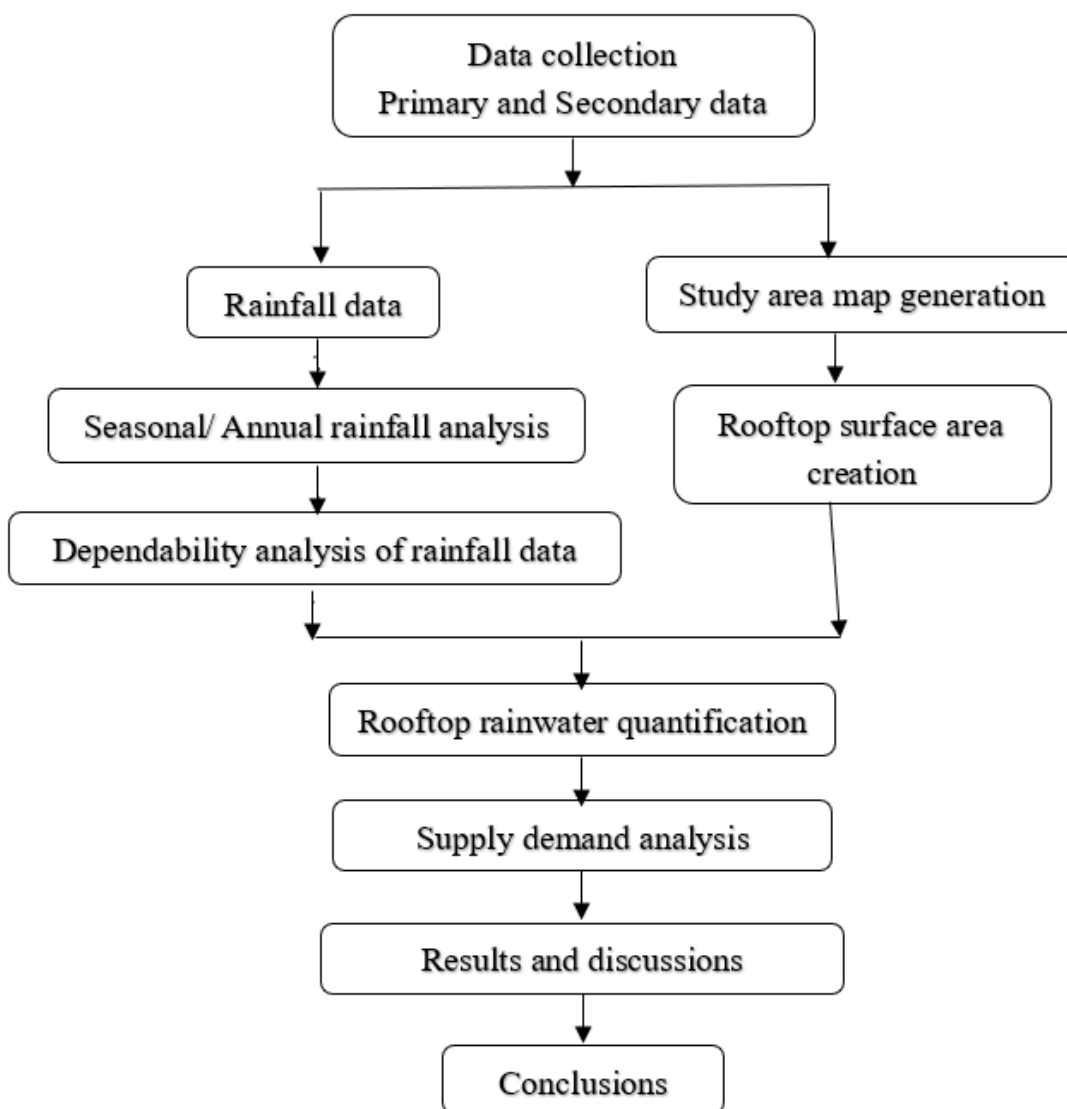 Data collection
Primary and Secondary data
Rainfall data
Study area map generation
Seasonal/ Annual rainfall analysis
Rooftop surface area
creation
Dependability analysis of rainfall data
Rooftop rainwater quantification
Supply demand analysis
Results and discussions
Conclusions